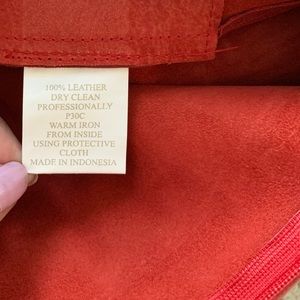 100% LEATHER
DRY CLEAN
PROFESSIONALLY
P30C
WARM IRON
FROM INSIDE
USING PROTECTIVE
CLOTH
MADE IN INDONESIA